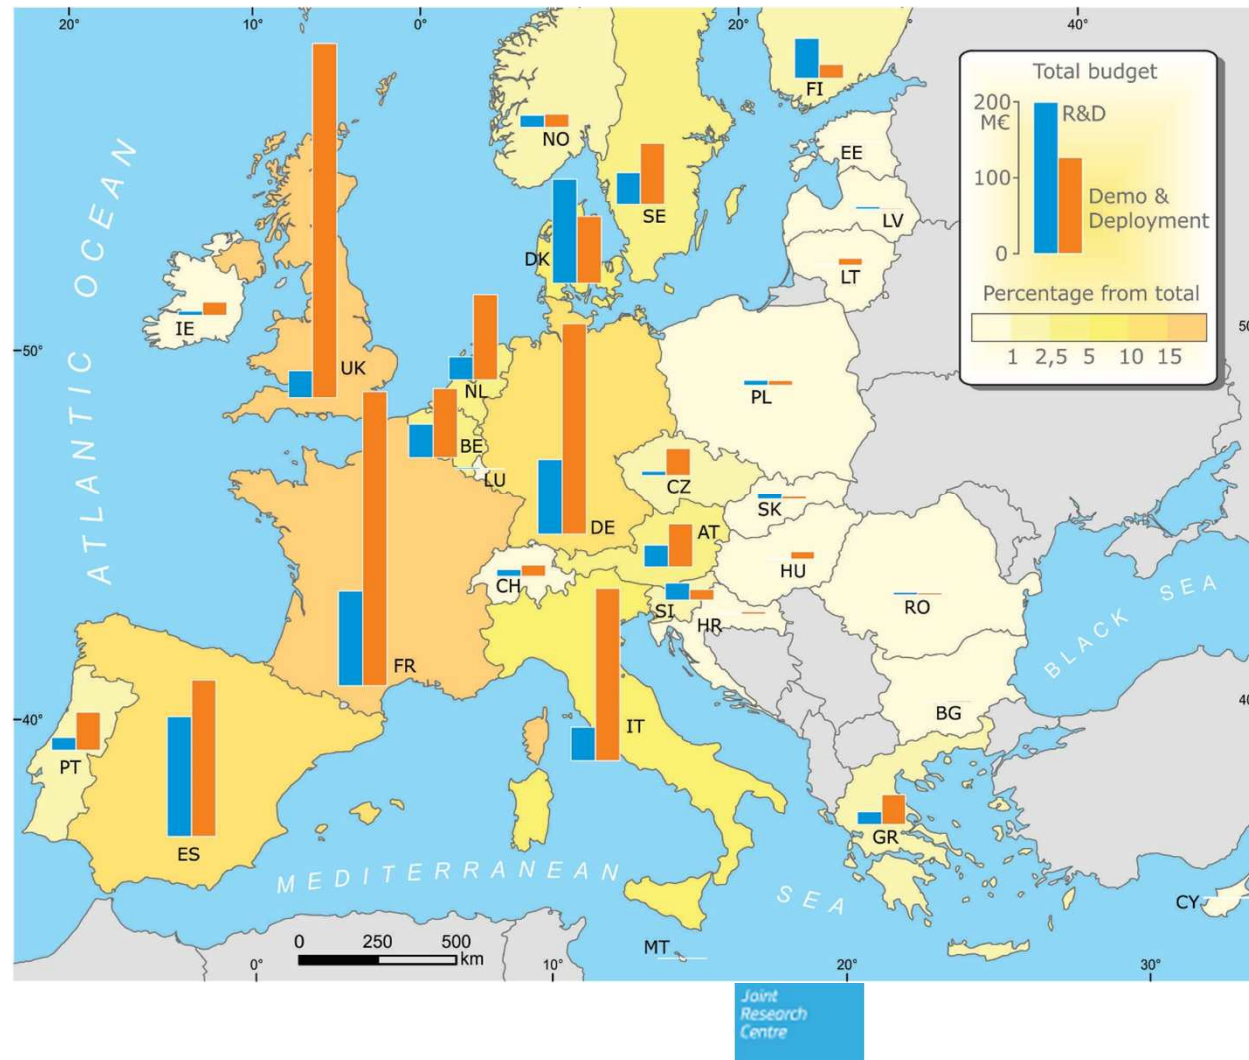 20°
10°
0°
20°
40°
ATLANTIC OCEAN
FI
NO
SE
DK
EE
LV
LT
IE
UK
NL
BE
LU
PL
CZ
DE
SK
AT
HU
CH
SI
HR
RO
FR
IT
BG
PT
ES
GR
CY
MT
Total budget
200
M€
R&D
100
Demo &
Deployment
0
Percentage from total
1 2,5 5 10 15
50°
50
40°
40
BLACK SEA
MEDITERRANEAN SEA
0 250 500
km
0°
10°
20°
30°
Joint
Research
Centre